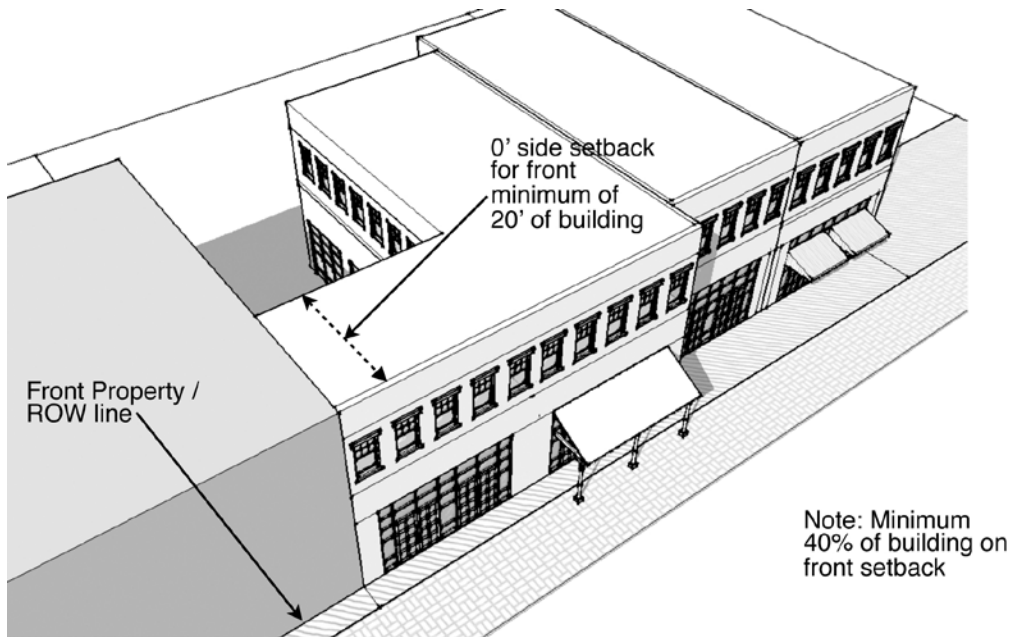 0' side setback
for front
minimum of
20' of building
Front Property /
ROW line
Note: Minimum
40% of building on
front setback